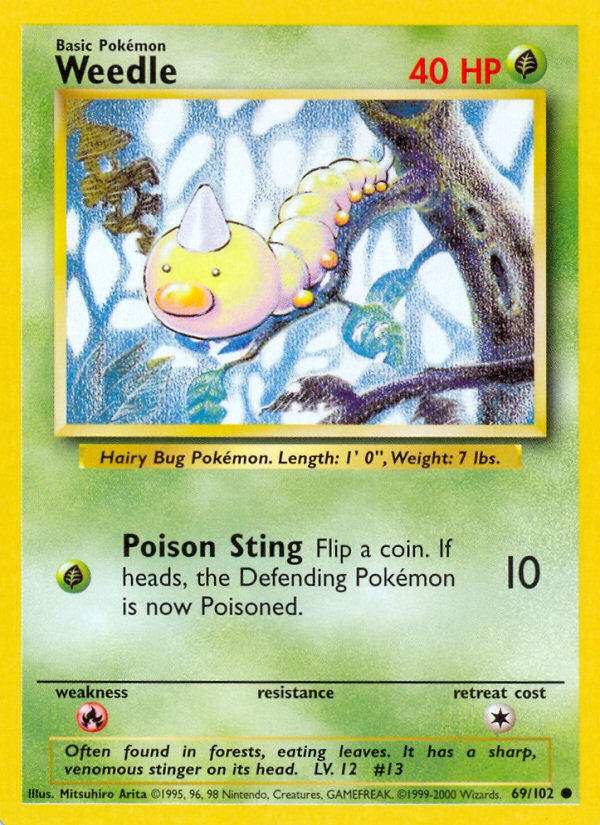 Basic Pokémon
Weedle
40 HP
Hairy Bug Pokémon. Length: 1' 0", Weight: 7 lbs.
Poison Sting Flip a coin. If
heads, the Defending Pokémon
is now Poisoned.
10
weakness
resistance
retreat cost
Often found in forests, eating leaves. It has a sharp,
venomous stinger on its head. LV. 12 #13
Illus. Mitsuhiro Arita ©1995, 96, 98 Nintendo, Creatures, GAMEFREAK. ©1999-2000 Wizards. 69/102 ●